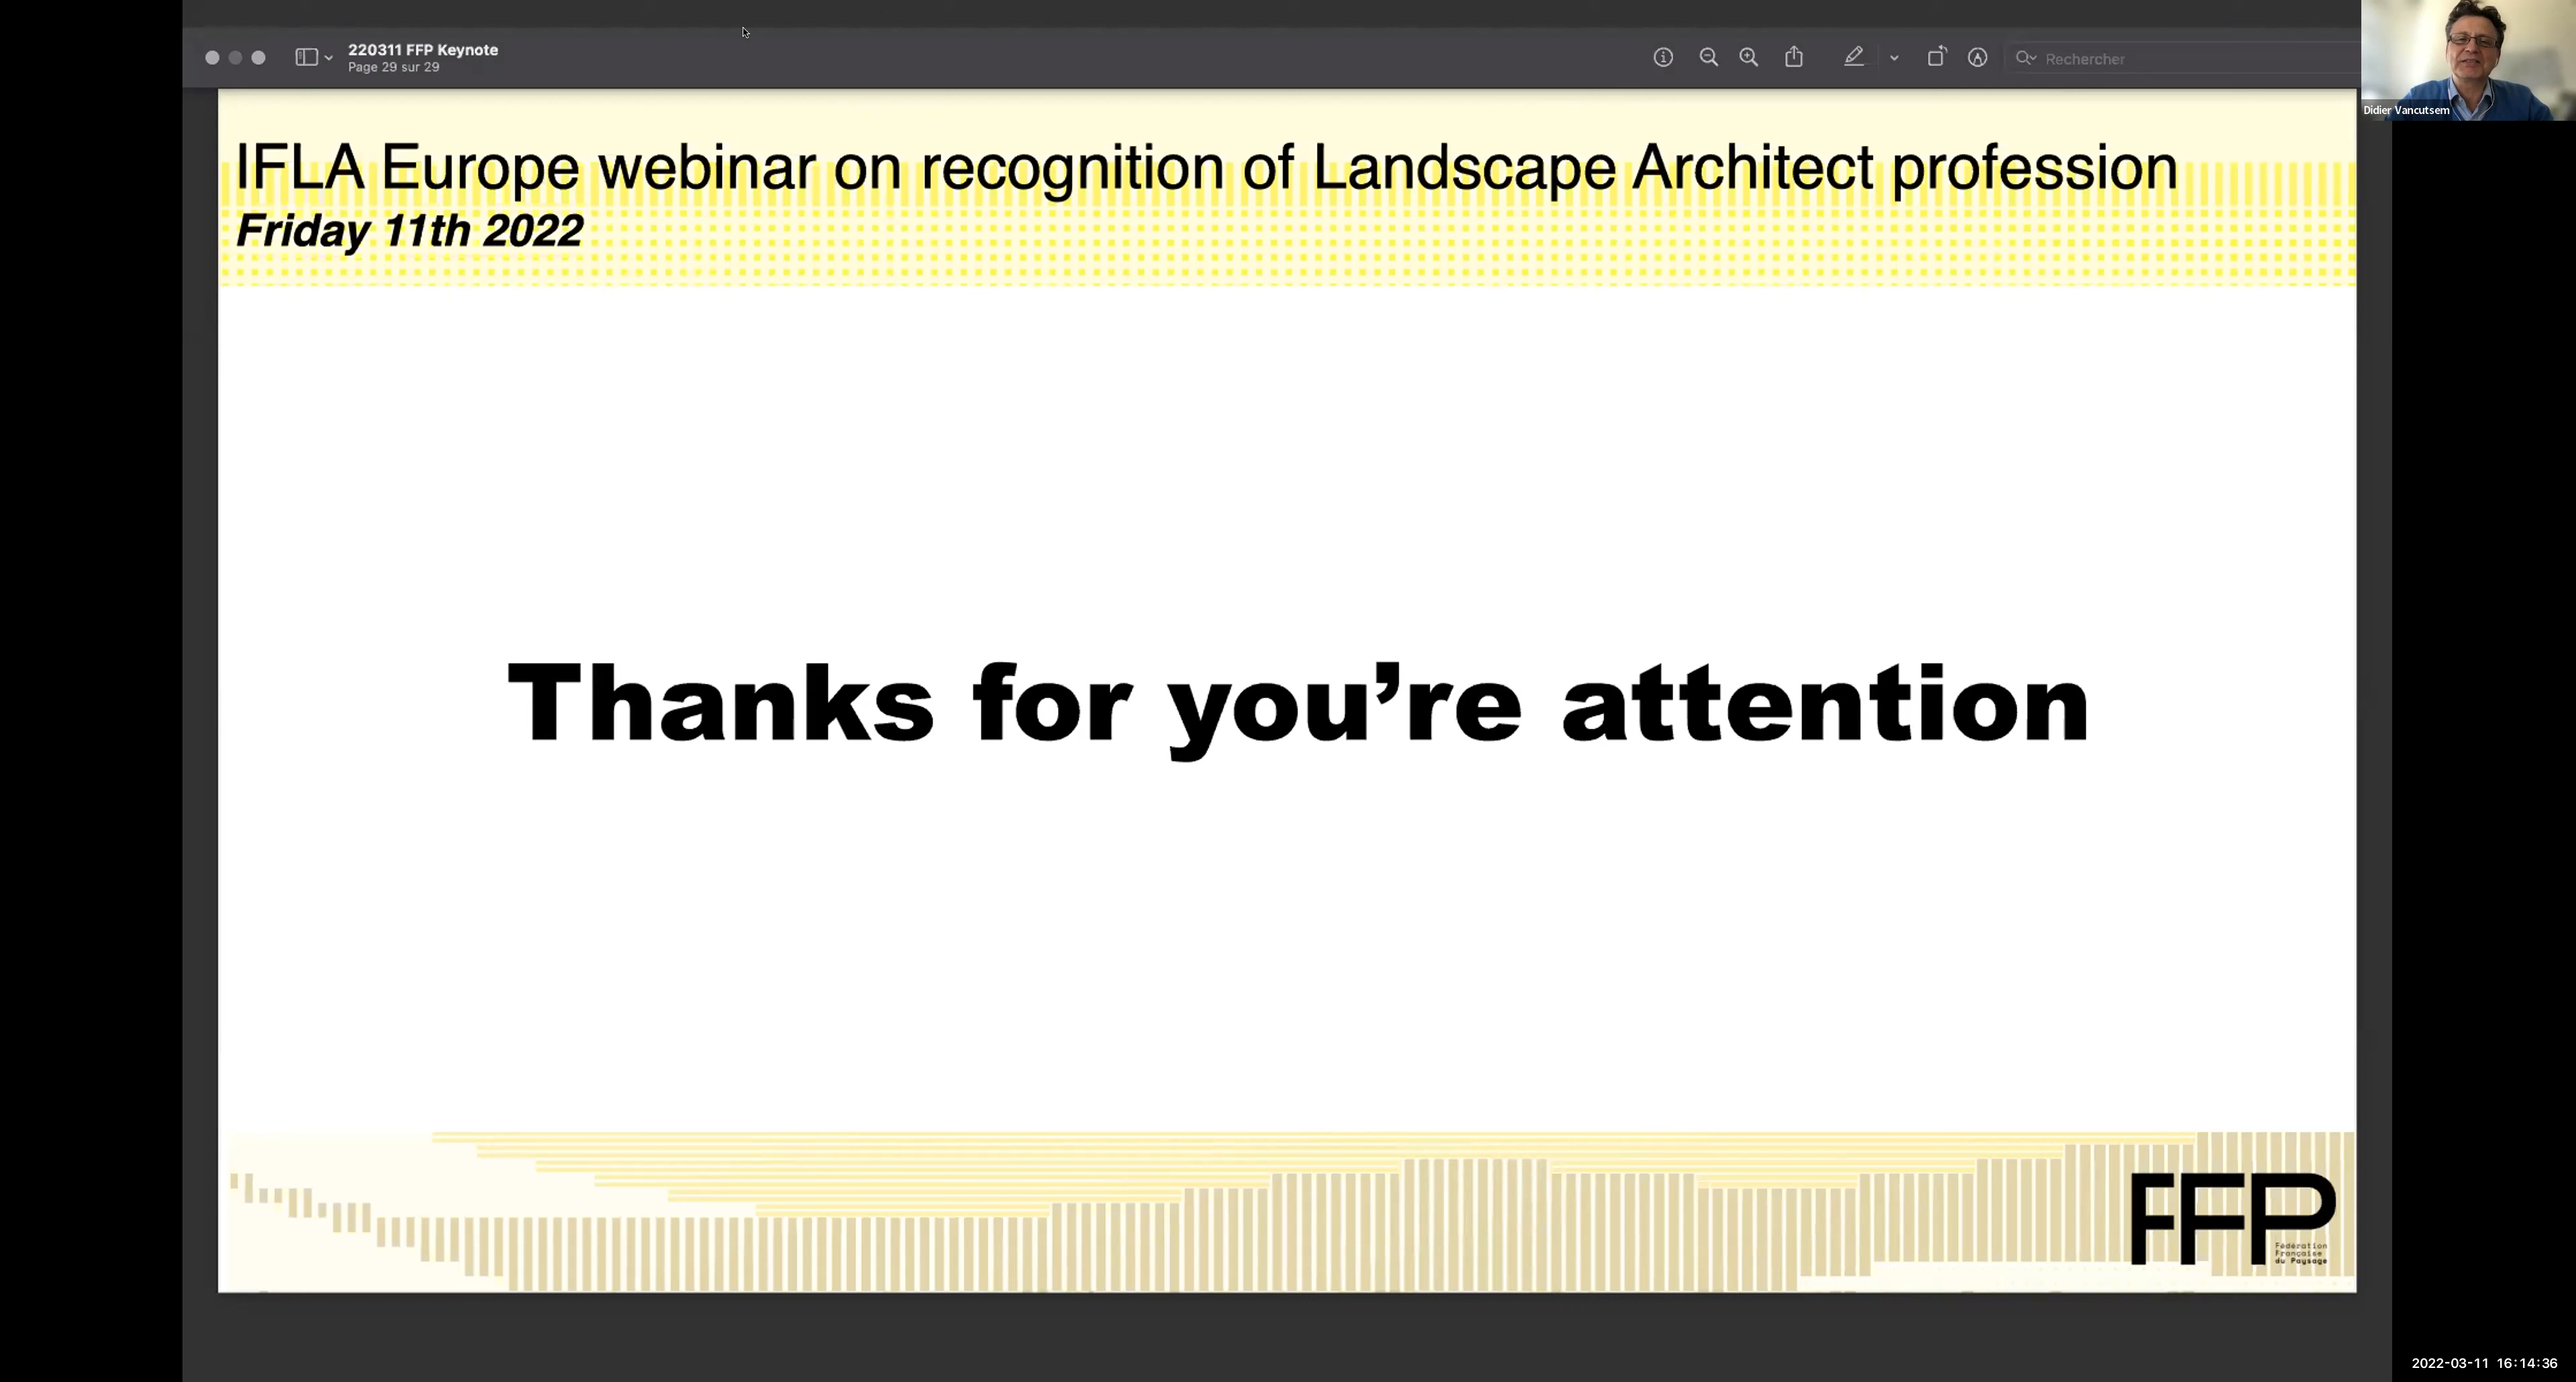 220311 FFP Keynote
Page 29 sur 29
Rechercher
Didier Vancutsem
IFLA Europe webinar on recognition of Landscape Architect profession
Friday 11th 2022
Thanks for you’re attention
FFP
Fédération
Française
du Paysage
2022-03-11 16:14:36